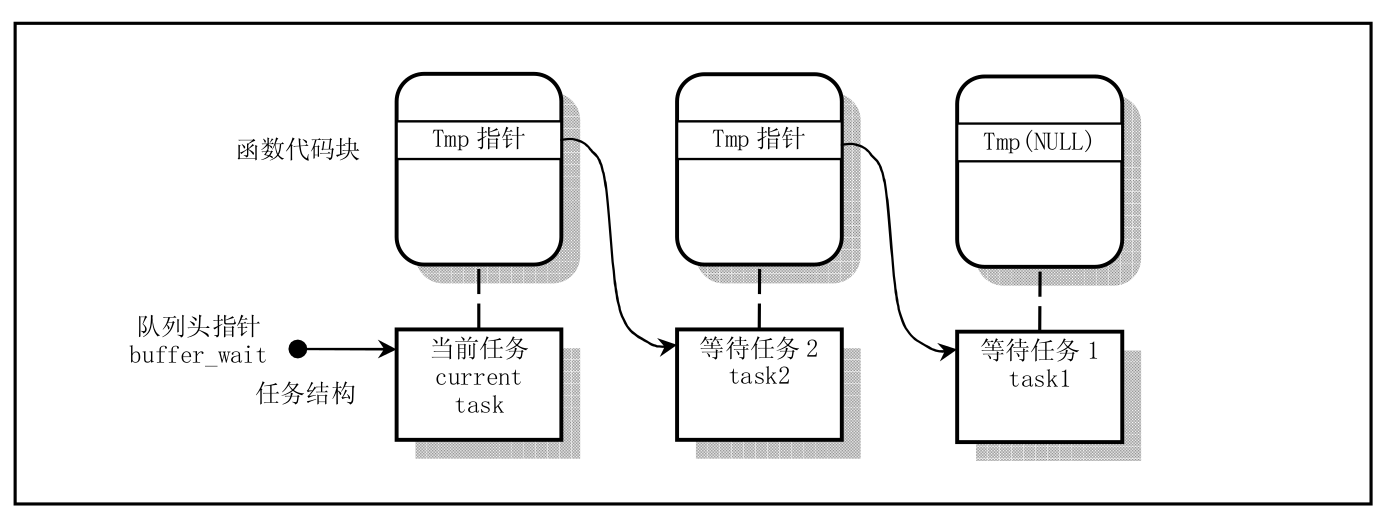 函数代码块
Tmp 指针
Tmp 指针
Tmp(NULL)
队列头指针
buffer_wait
任务结构
当前任务
current
task
等待任务 2
task2
等待任务 1
task1